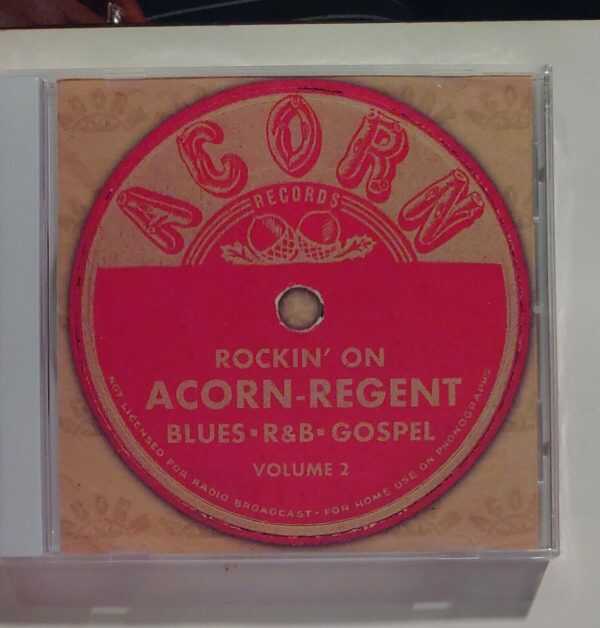 ACORN
RECORDS
ROCKIN' ON
ACORN-REGENT
BLUES▪R&B▪GOSPEL
VOLUME 2
NOT LICENSED FOR RADIO BROADCAST • FOR HOME USE ON PHONOGRAPHS